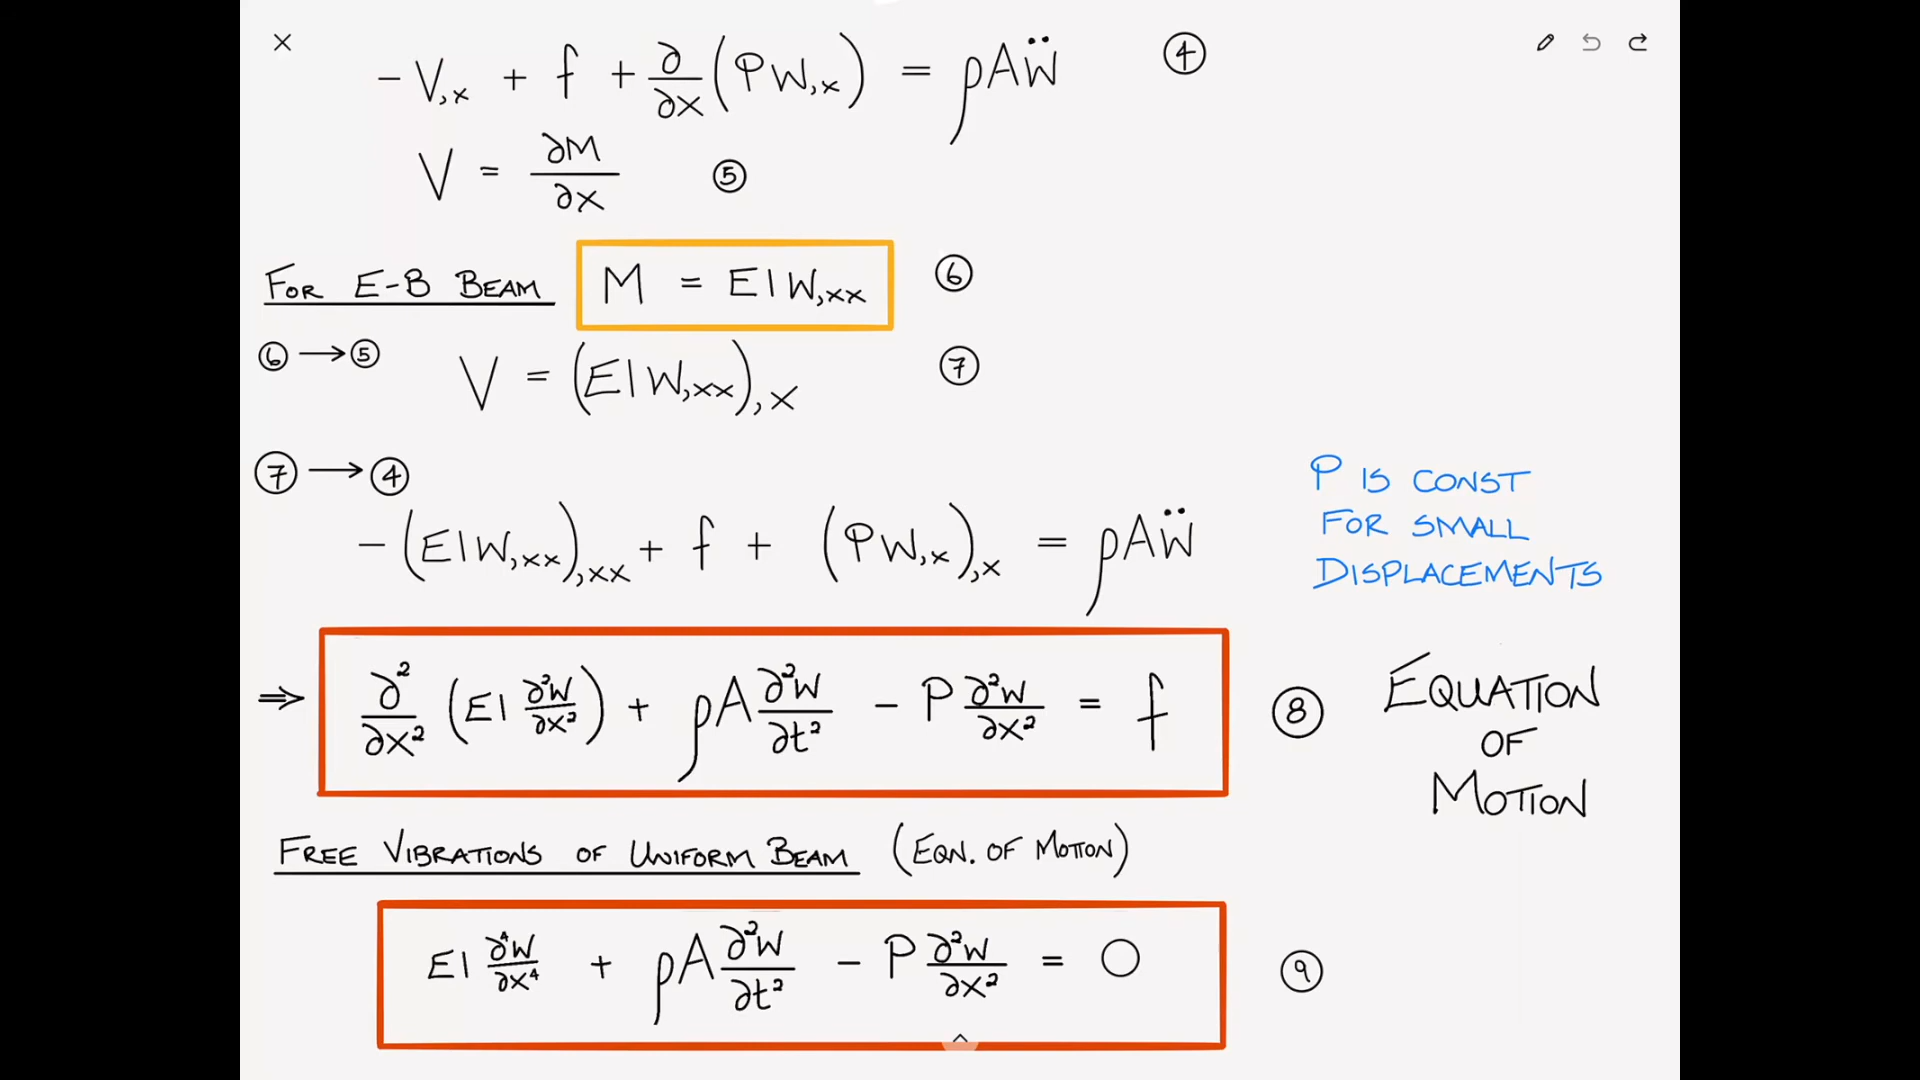 -V,x + f + ∂/∂x (PW,x) = ρAẅ ④
V = ∂M/∂x ⑤
FOR E-B BEAM M = EIW,xx ⑥
⑥ → ⑤ V = (EIW,xx),x ⑦
⑦ → ④
-(EIW,xx),xx + f + (PW,x),x = ρAẅ
P IS CONST
FOR SMALL
DISPLACEMENTS
⇒ ∂²/∂x² (EI ∂²W/∂x²) + ρA ∂²W/∂t² - P ∂²W/∂x² = f ⑧
EQUATION
OF
MOTION
FREE VIBRATIONS OF UNIFORM BEAM (EQN. OF MOTION)
EI ∂⁴W/∂x⁴ + ρA ∂²W/∂t² - P ∂²W/∂x² = 0 ⑨